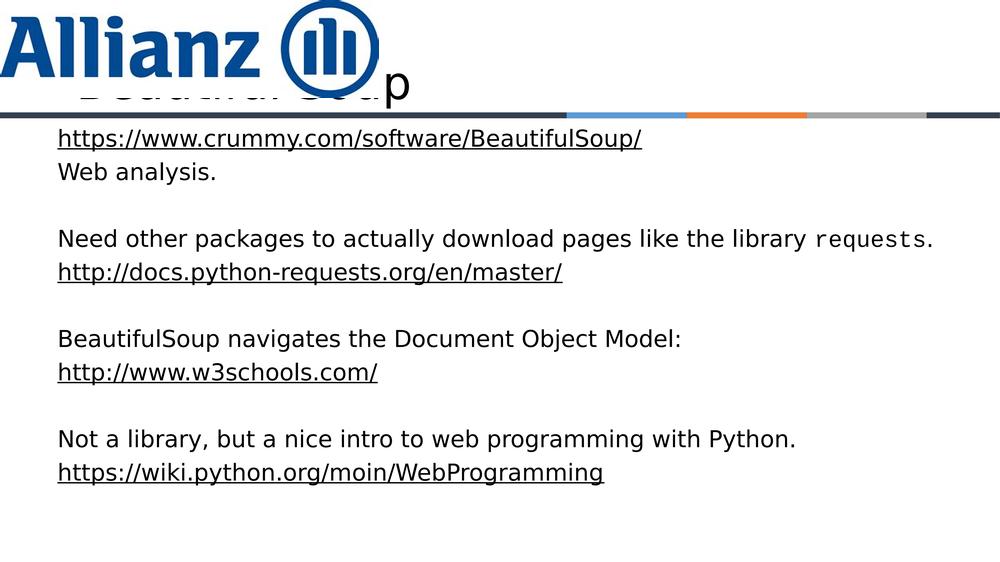 Allianz
Beautiful Soup
https://www.crummy.com/software/BeautifulSoup/
Web analysis.
Need other packages to actually download pages like the library requests.
http://docs.python-requests.org/en/master/
BeautifulSoup navigates the Document Object Model:
http://www.w3schools.com/
Not a library, but a nice intro to web programming with Python.
https://wiki.python.org/moin/WebProgramming